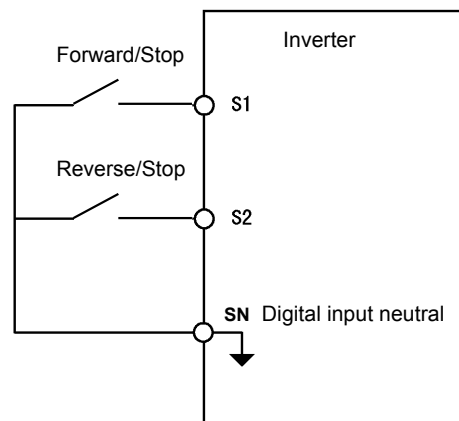 Inverter
Forward/Stop
S1
Reverse/Stop
S2
SN Digital input neutral